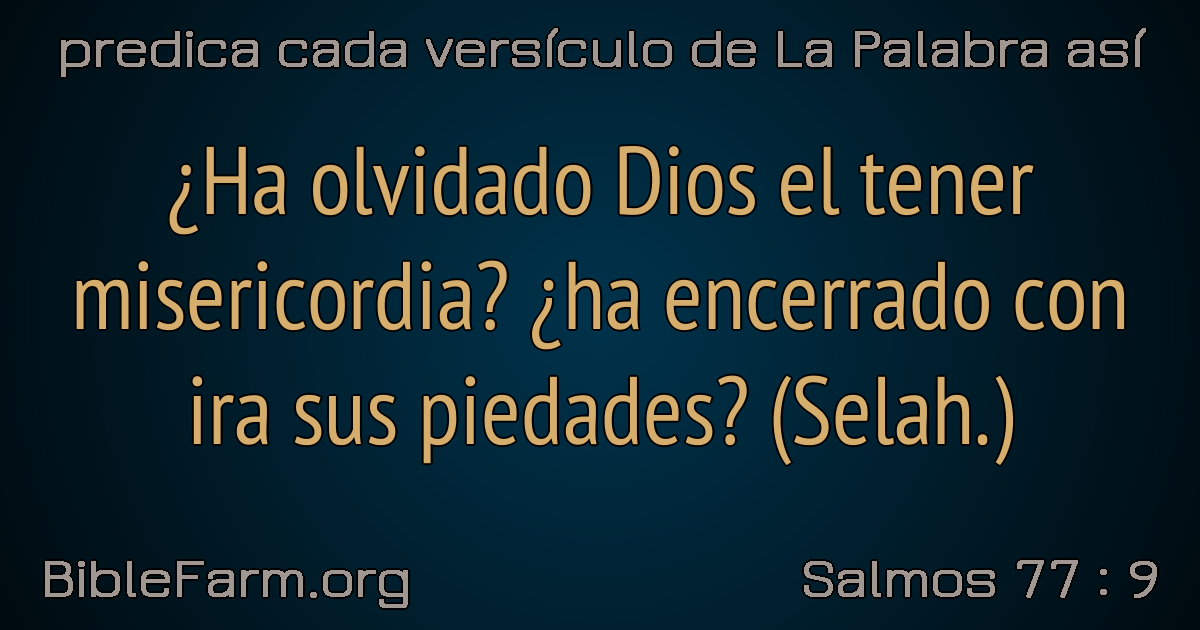 predica cada versículo de La Palabra así
¿Ha olvidado Dios el tener
misericordia? ¿ha encerrado con
ira sus piedades? (Selah.)
BibleFarm.org
Salmos 77 : 9